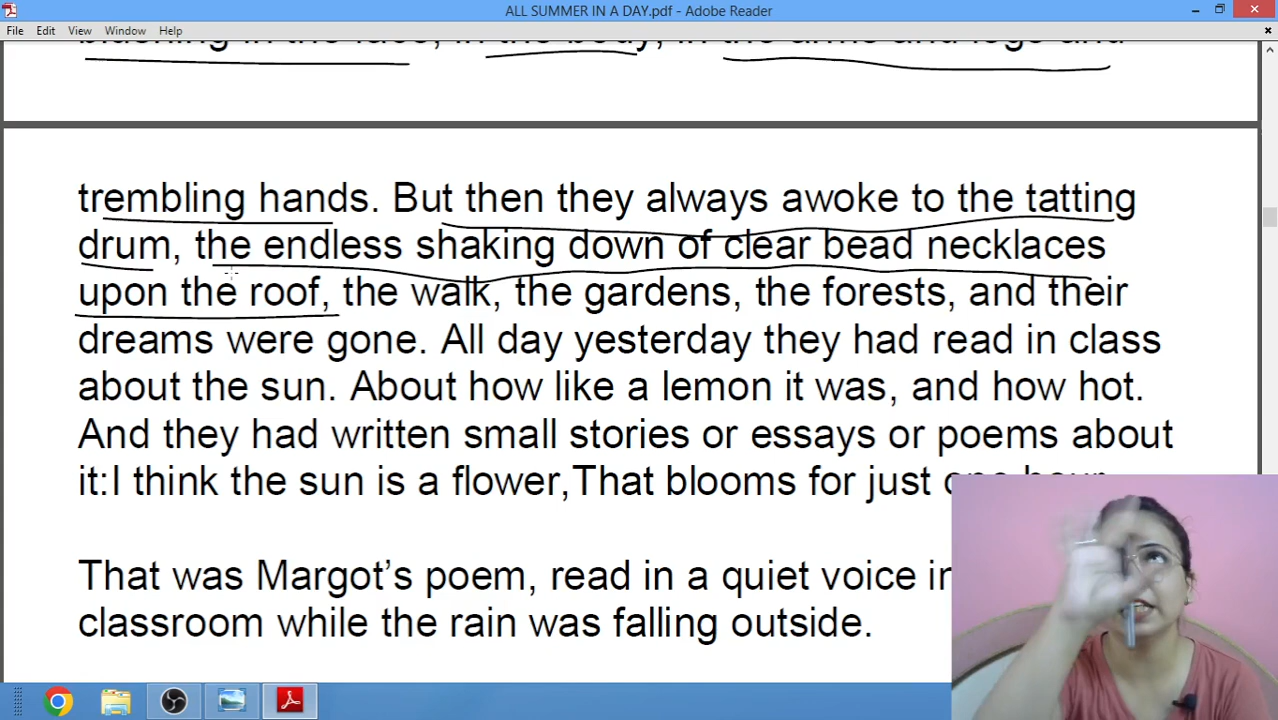 ALL SUMMER IN A DAY.pdf - Adobe Reader
File Edit View Window Help
trembling hands. But then they always awoke to the tatting
drum, the endless shaking down of clear bead necklaces
upon the roof, the walk, the gardens, the forests, and their
dreams were gone. All day yesterday they had read in class
about the sun. About how like a lemon it was, and how hot.
And they had written small stories or essays or poems about
it:I think the sun is a flower,That blooms for just one hour
That was Margot’s poem, read in a quiet voice in
classroom while the rain was falling outside.